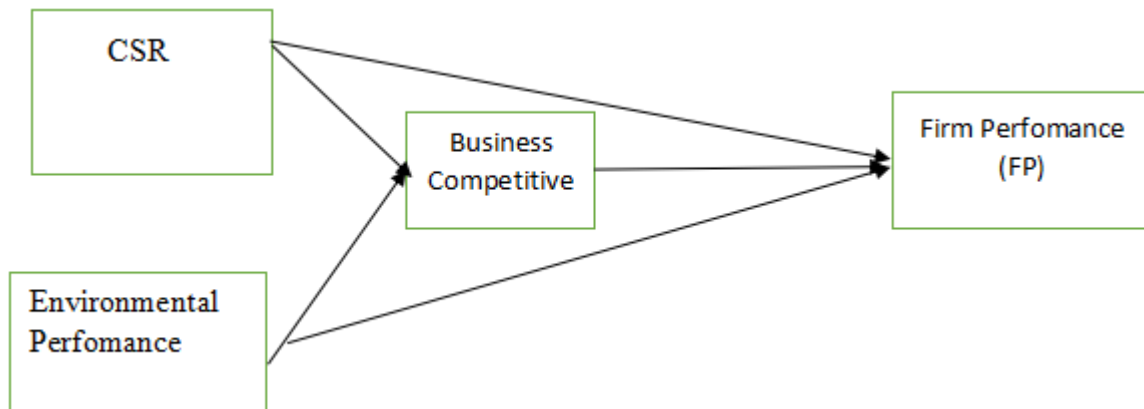 CSR
Business
Competitive
Firm Perfomance
(FP)
Environmental
Perfomance